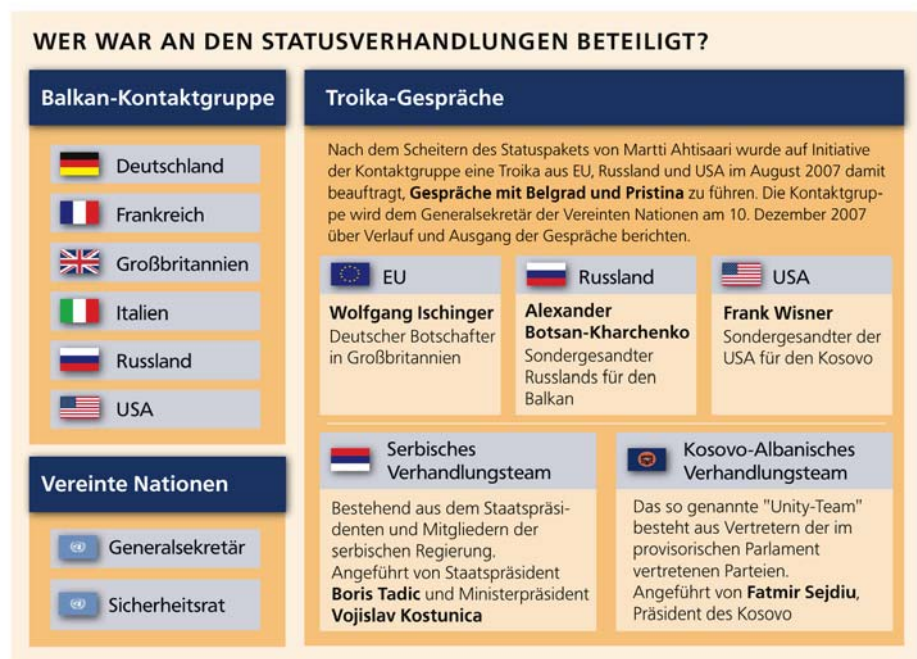 WER WAR AN DEN STATUSVERHANDLUNGEN BETEILIGT?
Balkan-Kontaktgruppe
Deutschland
Frankreich
Großbritannien
Italien
Russland
USA
Vereinte Nationen
Generalsekretär
Sicherheitsrat
Troika-Gespräche
Nach dem Scheitern des Statuspakets von Martti Ahtisaari wurde auf Initiative
der Kontaktgruppe eine Troika aus EU, Russland und USA im August 2007 damit
beauftragt, Gespräche mit Belgrad und Pristina zu führen. Die Kontaktgrup-
pe wird dem Generalsekretär der Vereinten Nationen am 10. Dezember 2007
über Verlauf und Ausgang der Gespräche berichten.
EU
Wolfgang Ischinger
Deutscher Botschafter
in Großbritannien
Russland
Alexander
Botsan-Kharchenko
Sondergesandter
Russlands für den
Balkan
USA
Frank Wisner
Sondergesandter der
USA für den Kosovo
Serbisches
Verhandlungsteam
Bestehend aus dem Staatspräsi-
denten und Mitgliedern der
serbischen Regierung.
Angeführt von Staatspräsident
Boris Tadic und Ministerpräsident
Vojislav Kostunica
Kosovo-Albanisches
Verhandlungsteam
Das so genannte "Unity-Team"
besteht aus Vertretern der im
provisorischen Parlament
vertretenen Parteien.
Angeführt von Fatmir Sejdiu,
Präsident des Kosovo